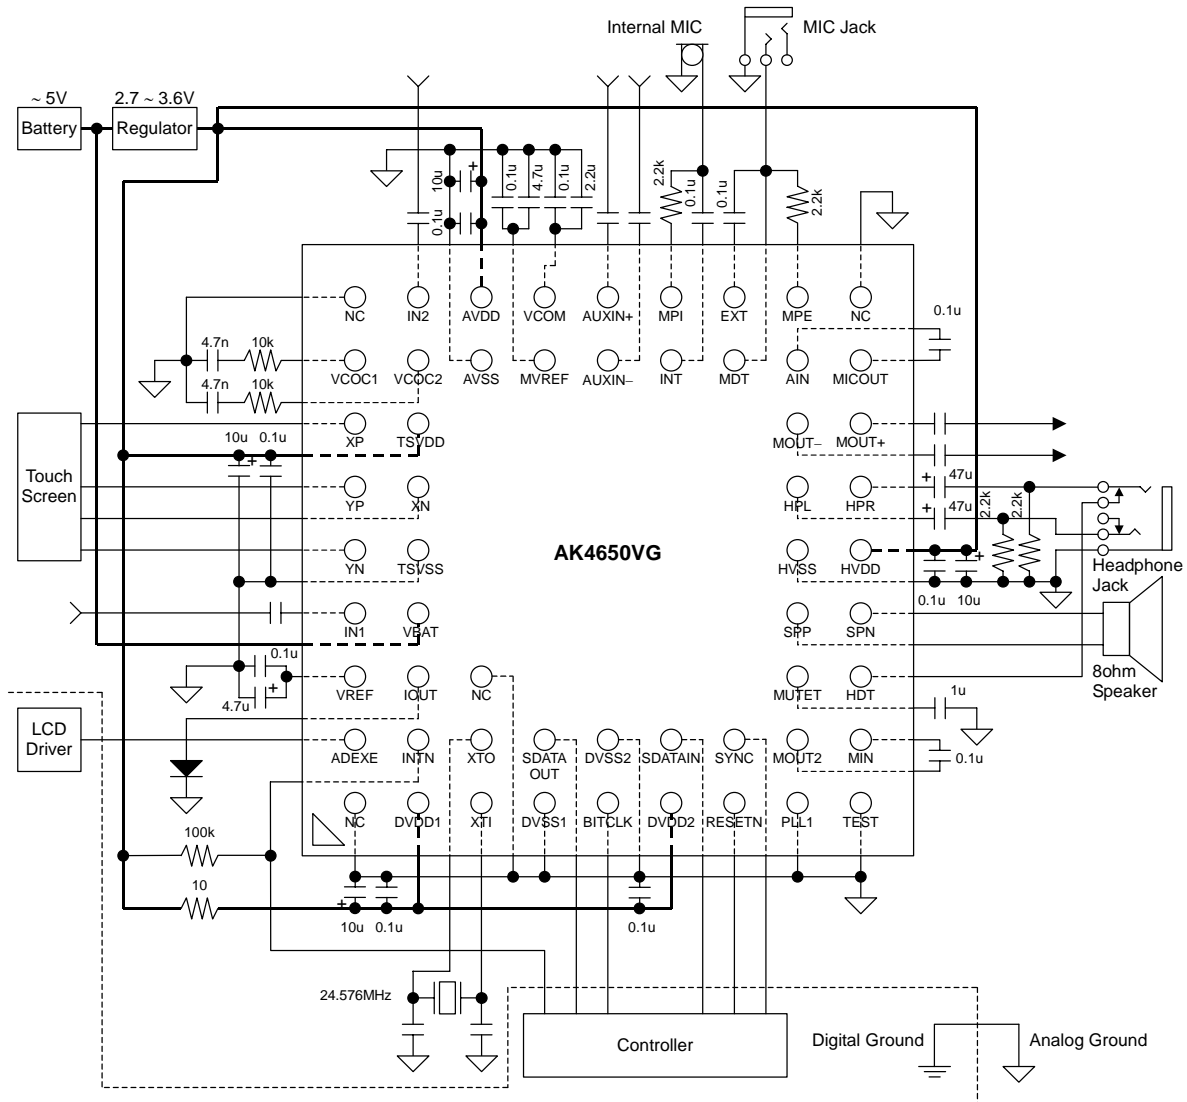 Internal MIC
MIC Jack
~ 5V
Battery
2.7 ~ 3.6V
Regulator
10u
+
0.1u
0.1u
4.7u
0.1u
2.2u
2.2k
0.1u
0.1u
2.2k
NC
IN2
AVDD
VCOM
AUXIN+
MPI
EXT
MPE
NC
0.1u
4.7n
10k
VCOC1
VCOC2
AVSS
MVREF
AUXIN−
INT
MDT
AIN
MICOUT
4.7n
10k
XP
TSVDD
MOUT−
MOUT+
Touch
Screen
10u
+
0.1u
YP
XN
HPL
HPR
+
47u
+
47u
2.2k
2.2k
AK4650VG
YN
TSVSS
HVSS
HVDD
0.1u
+
10u
Headphone
Jack
IN1
VBAT
SPP
SPN
0.1u
4.7u
+
VREF
IOUT
NC
MUTET
HDT
8ohm
Speaker
1u
LCD
Driver
ADEXE
INTN
XTO
SDATA
OUT
DVSS2
SDATAIN
SYNC
MOUT2
MIN
0.1u
NC
DVDD1
XTI
DVSS1
BITCLK
DVDD2
RESETN
PLL1
TEST
100k
10
+
10u
0.1u
0.1u
24.576MHz
Controller
Digital Ground
Analog Ground